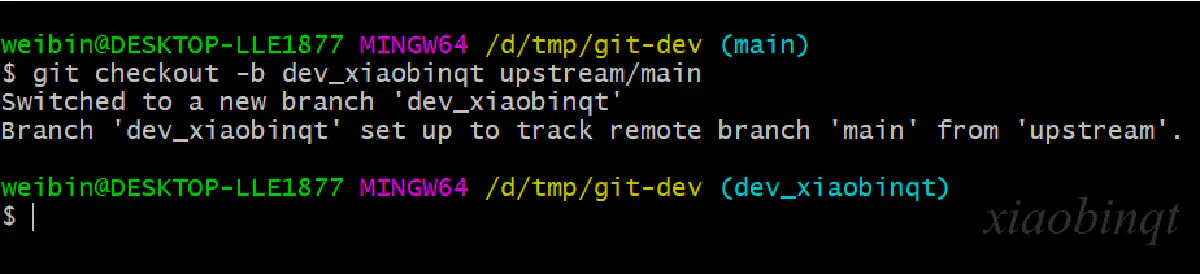 weibin@DESKTOP-LLE1877 MINGW64 /d/tmp/git-dev (main)
$ git checkout -b dev_xiaobinqt upstream/main
Switched to a new branch 'dev_xiaobinqt'
Branch 'dev_xiaobinqt' set up to track remote branch 'main' from 'upstream'.
weibin@DESKTOP-LLE1877 MINGW64 /d/tmp/git-dev (dev_xiaobinqt)
$
xiaobinqt